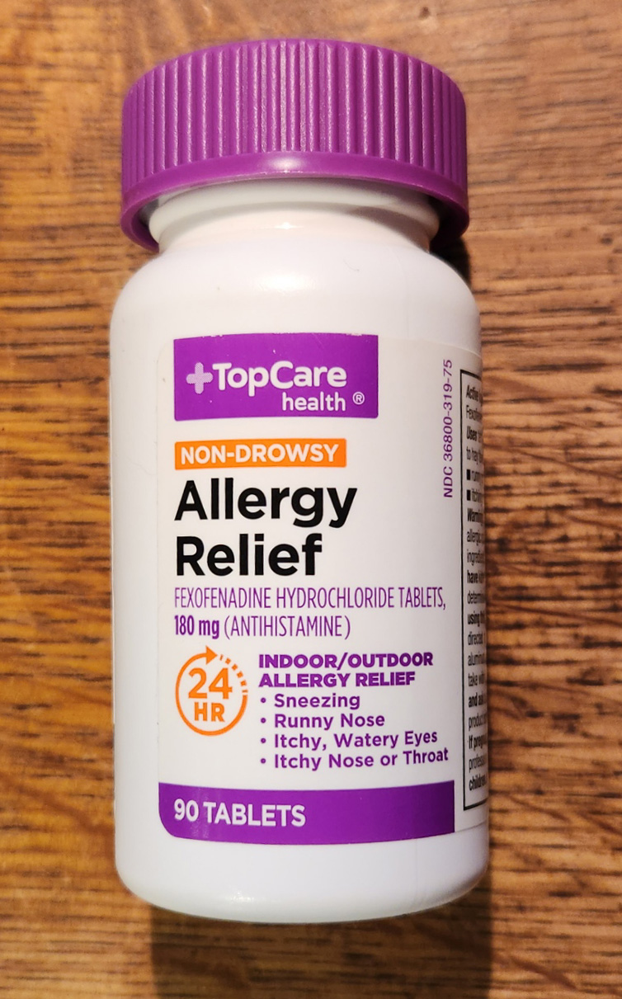 TopCare
health®
NON-DROWSY
Allergy
Relief
FEXOFENADINE HYDROCHLORIDE TABLETS,
180 mg (ANTIHISTAMINE)
24
HR
INDOOR/OUTDOOR
ALLERGY RELIEF
• Sneezing
• Runny Nose
• Itchy, Watery Eyes
• Itchy Nose or Throat
90 TABLETS
NDC 36800-319-75